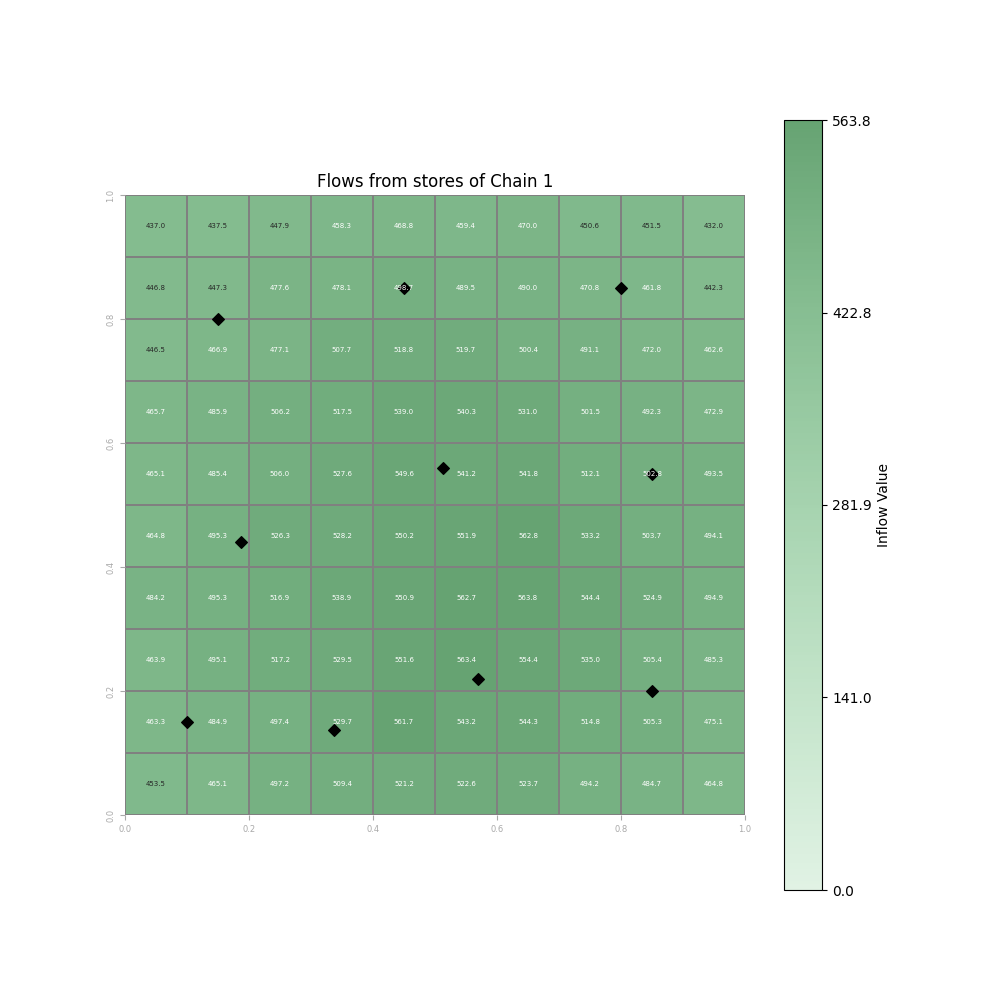 Flows from stores of Chain 1
1.0 437.0 437.5 447.9 458.3 468.8 459.4 470.0 450.6 451.5 432.0
446.8 447.3 477.6 478.1 498.7 489.5 490.0 470.8 461.8 442.3
0.8
446.5 466.9 477.1 507.7 518.8 519.7 500.4 491.1 472.0 462.6
465.7 485.9 506.2 517.5 539.0 540.3 531.0 501.5 492.3 472.9
0.6
465.1 485.4 506.0 527.6 549.6 541.2 541.8 512.1 493.5
464.8 495.3 526.3 528.2 550.2 551.9 562.8 533.2 503.7 494.1
0.4
484.2 495.3 516.9 538.9 550.9 562.7 563.8 544.4 524.9 494.9
463.9 495.1 517.2 529.5 551.6 563.4 554.4 535.0 505.4 485.3
0.2
463.3 484.9 497.4 529.7 561.7 543.2 544.3 514.8 505.3 475.1
453.5 465.1 497.2 509.4 521.2 522.6 523.7 494.2 484.7 464.8
0.0
0.0 0.2 0.4 0.6 0.8 1.0
563.8
422.8
281.9
141.0
0.0
Inflow Value